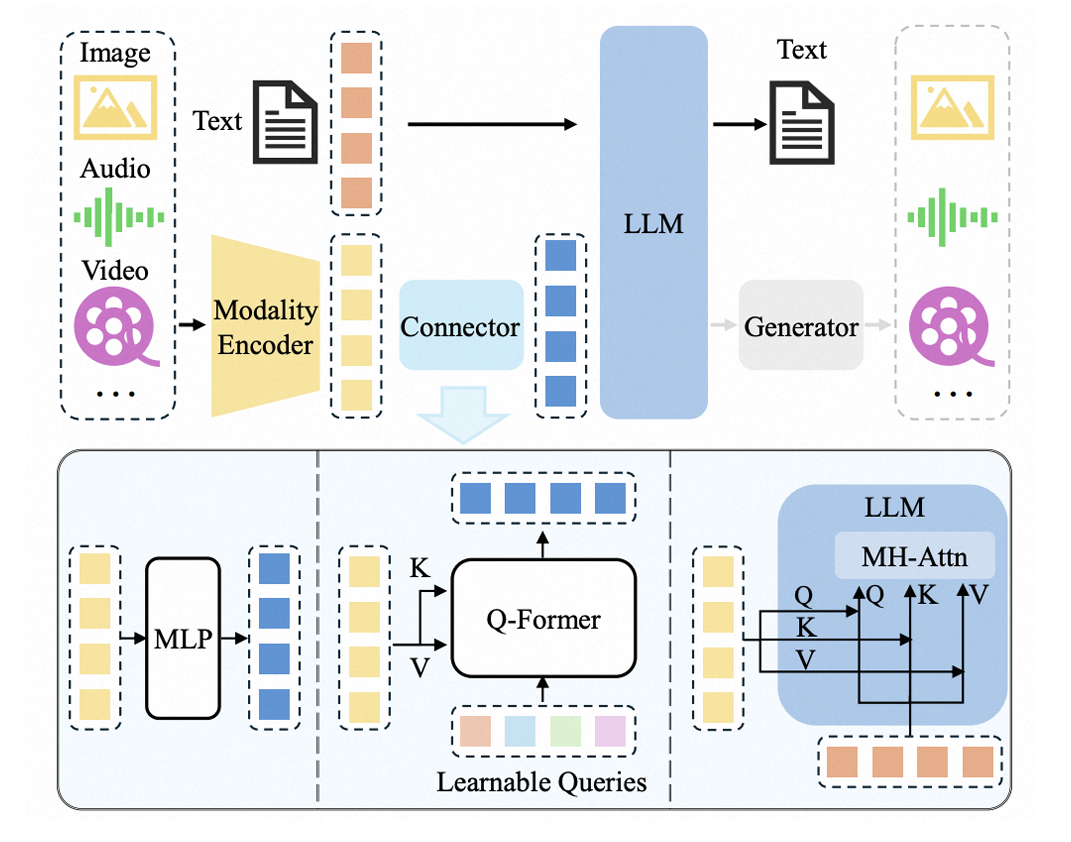 Image
Text
Audio
Video
...
Modality
Encoder
Connector
LLM
Text
Generator
...
MLP
K
V
Q-Former
Learnable Queries
LLM
MH-Attn
Q
K
V
Q
K
V